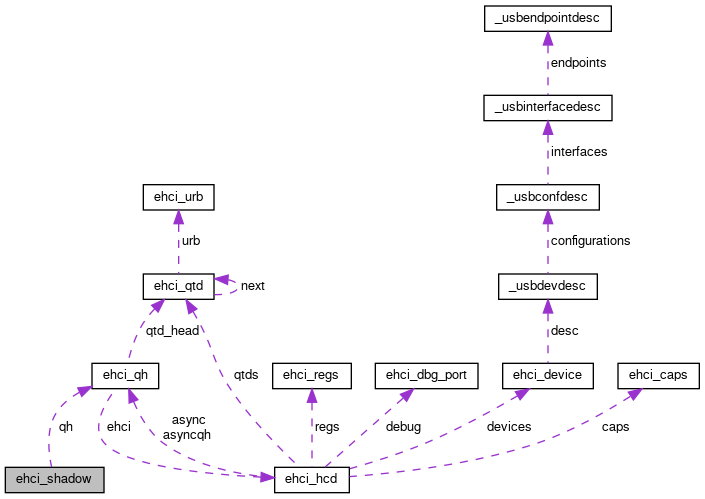 _usbendpointdesc
endpoints
_usbinterfacedesc
interfaces
ehci_urb
_usbconfdesc
urb
configurations
ehci_qtd
next
_usbdevdesc
qtd_head
desc
ehci_qh
qtds
ehci_regs
ehci_dbg_port
ehci_device
ehci_caps
qh
ehci
async
asyncqh
regs
debug
devices
caps
ehci_shadow
ehci_hcd